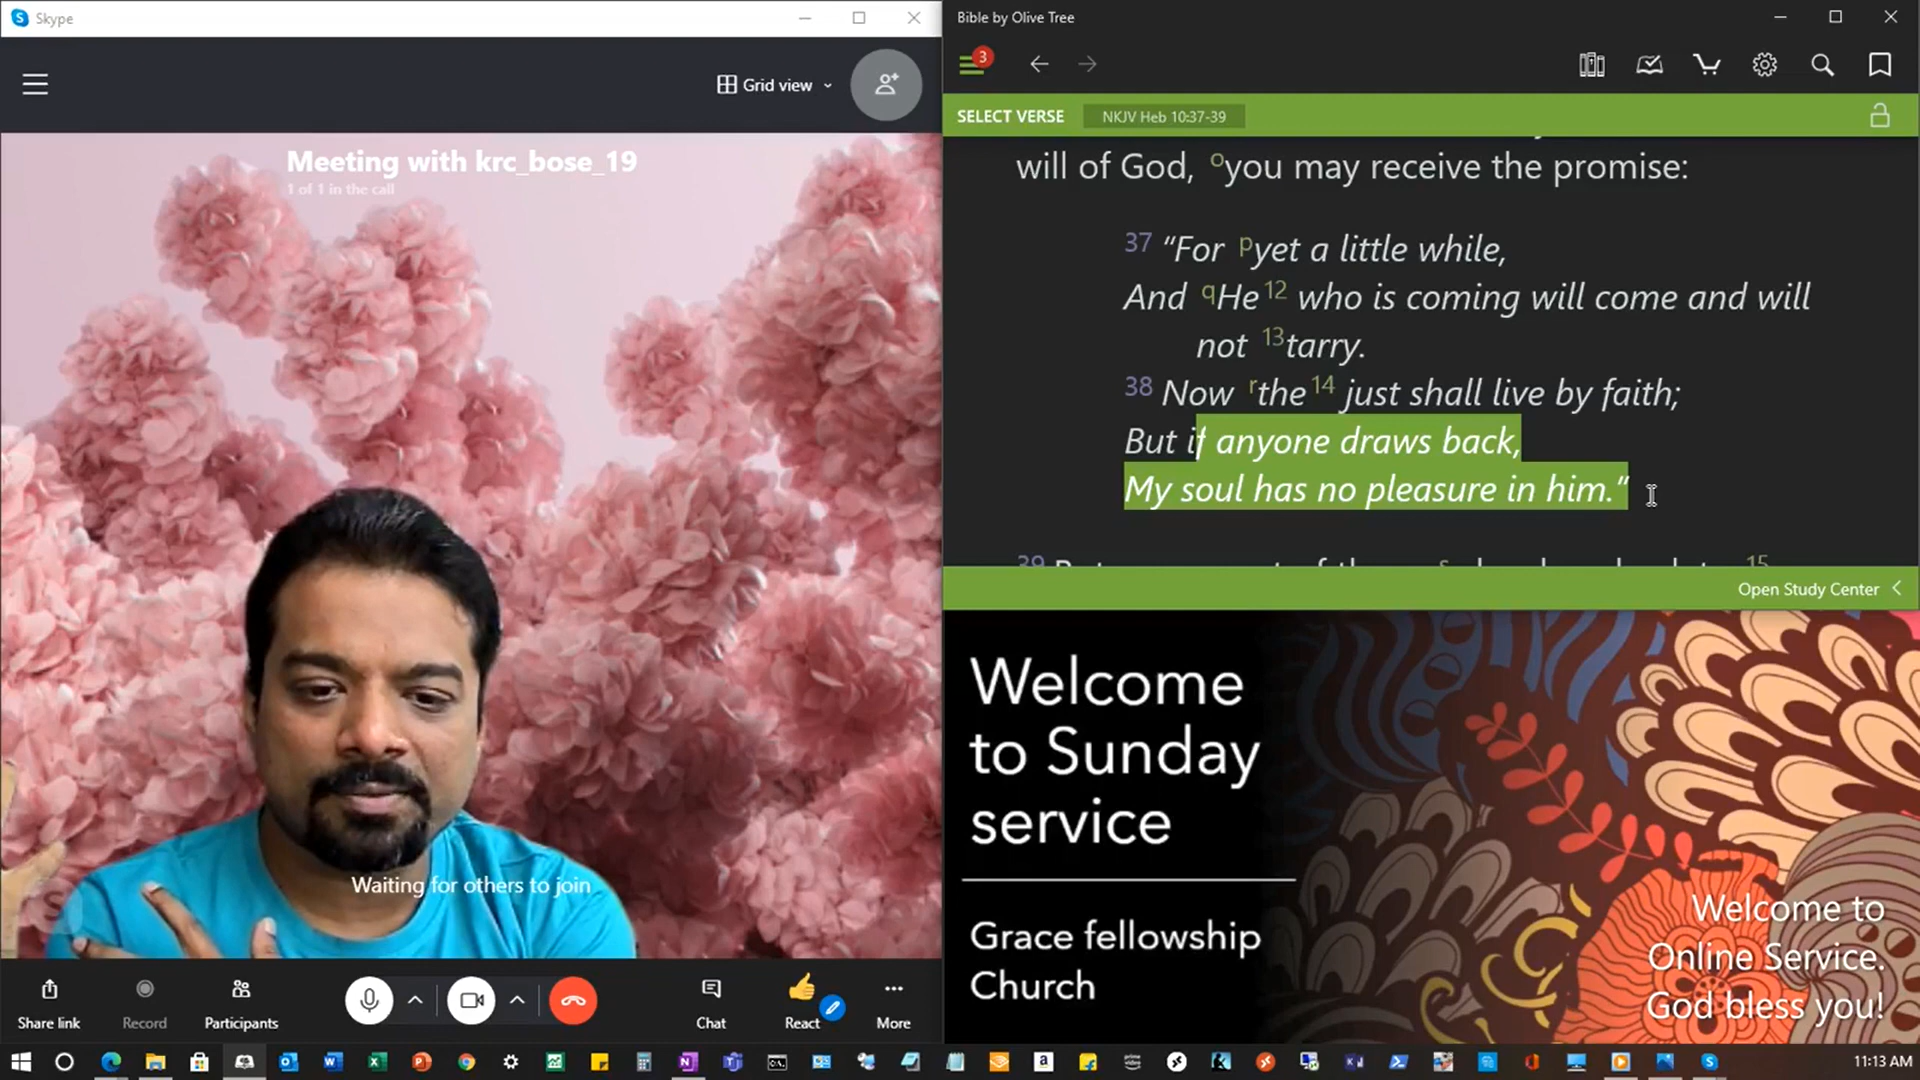 Skype
Grid view
Meeting with krc_bose_19
1 of 1 in the call
Waiting for others to join
Share link
Record
Participants
Chat
React
More
Bible by Olive Tree
3
SELECT VERSE
NKJV Heb 10:37-39
will of God, oyou may receive the promise:
37 “For pyet a little while,
And qHe12 who is coming will come and will
not 13tarry.
38 Now rthe14 just shall live by faith;
But if anyone draws back,
My soul has no pleasure in him.”
Open Study Center
Welcome
to Sunday
service
Grace fellowship
Church
Welcome to
Online Service.
God bless you!
11:13 AM